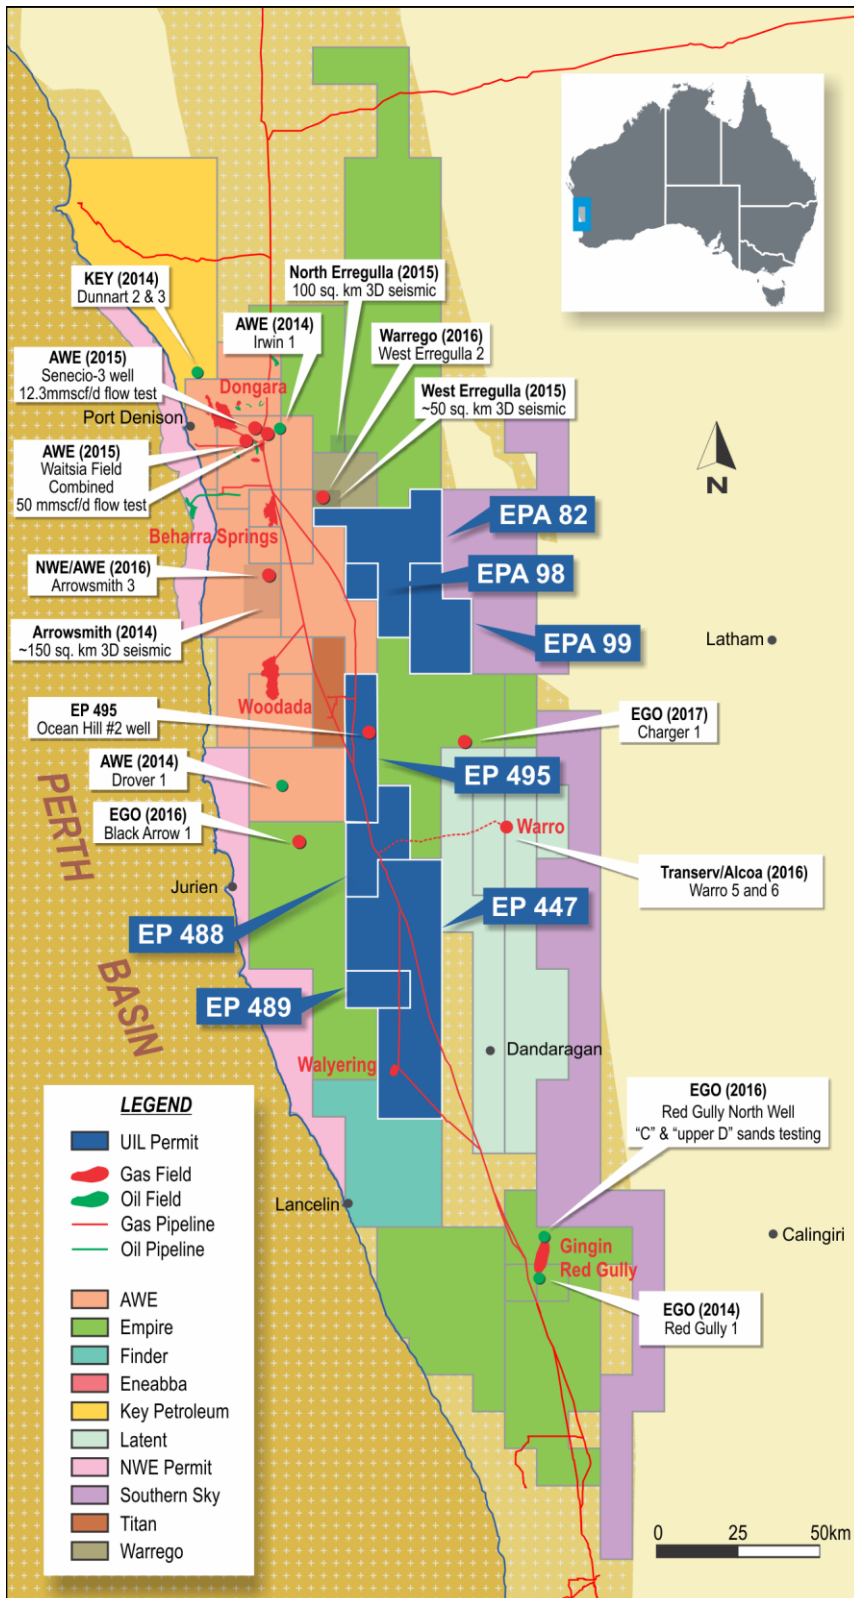 KEY (2014)
Dunnart 2 & 3
North Erregulla (2015)
100 sq. km 3D seismic
AWE (2014)
Irwin 1
Warrego (2016)
West Erregulla 2
AWE (2015)
Senecio-3 well
12.3mmscf/d flow test
Dongara
West Erregulla (2015)
~50 sq. km 3D seismic
Port Denison
AWE (2015)
Waitsia Field
Combined
50 mmscf/d flow test
N
EPA 82
Beharra Springs
NWE/AWE (2016)
Arrowsmith 3
EPA 98
Arrowsmith (2014)
~150 sq. km 3D seismic
EPA 99
Latham
Woodada
EP 495
Ocean Hill #2 well
EGO (2017)
Charger 1
AWE (2014)
Drover 1
EP 495
PERTH
BASIN
EGO (2016)
Black Arrow 1
Warro
Transerv/Alcoa (2016)
Warro 5 and 6
Jurien
EP 447
EP 488
EP 489
Dandaragan
Walyering
EGO (2016)
Red Gully North Well
“C” & “upper D” sands testing
Lancelin
Calingiri
Gingin
Red Gully
EGO (2014)
Red Gully 1
LEGEND
UIL Permit
Gas Field
Oil Field
Gas Pipeline
Oil Pipeline
AWE
Empire
Finder
Eneabba
Key Petroleum
Latent
NWE Permit
Southern Sky
Titan
Warrego
0 25 50km